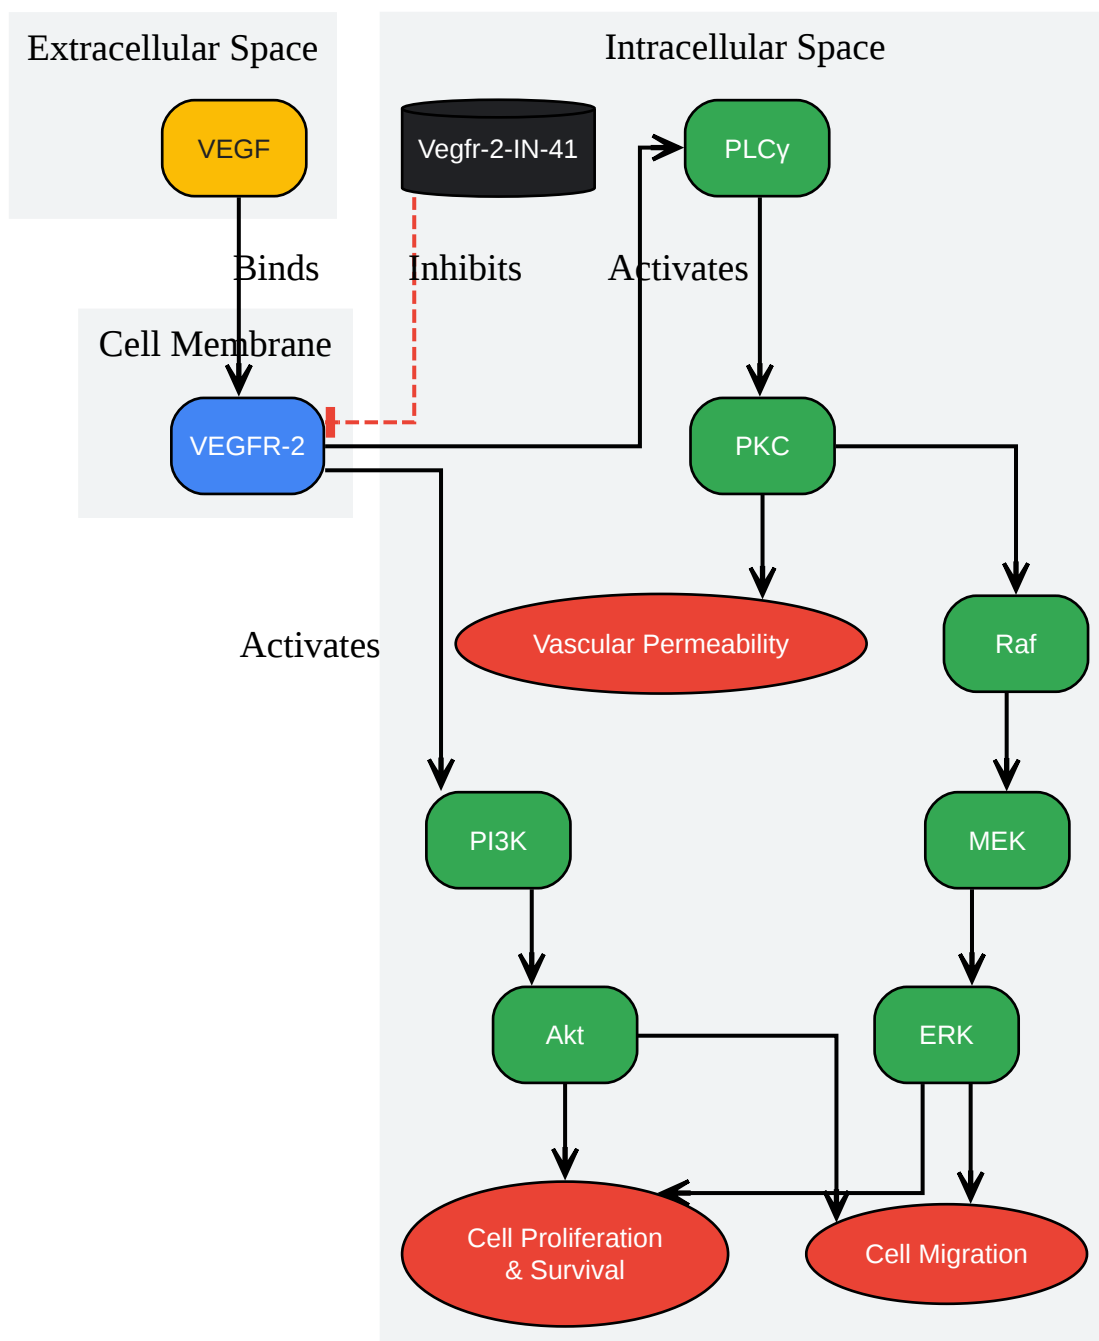 Extracellular Space
Intracellular Space
VEGF
Vegfr-2-IN-41
PLCγ
Binds
Inhibits
Activates
Cell Membrane
VEGFR-2
PKC
Activates
Vascular Permeability
Raf
PI3K
MEK
Akt
ERK
Cell Proliferation
& Survival
Cell Migration